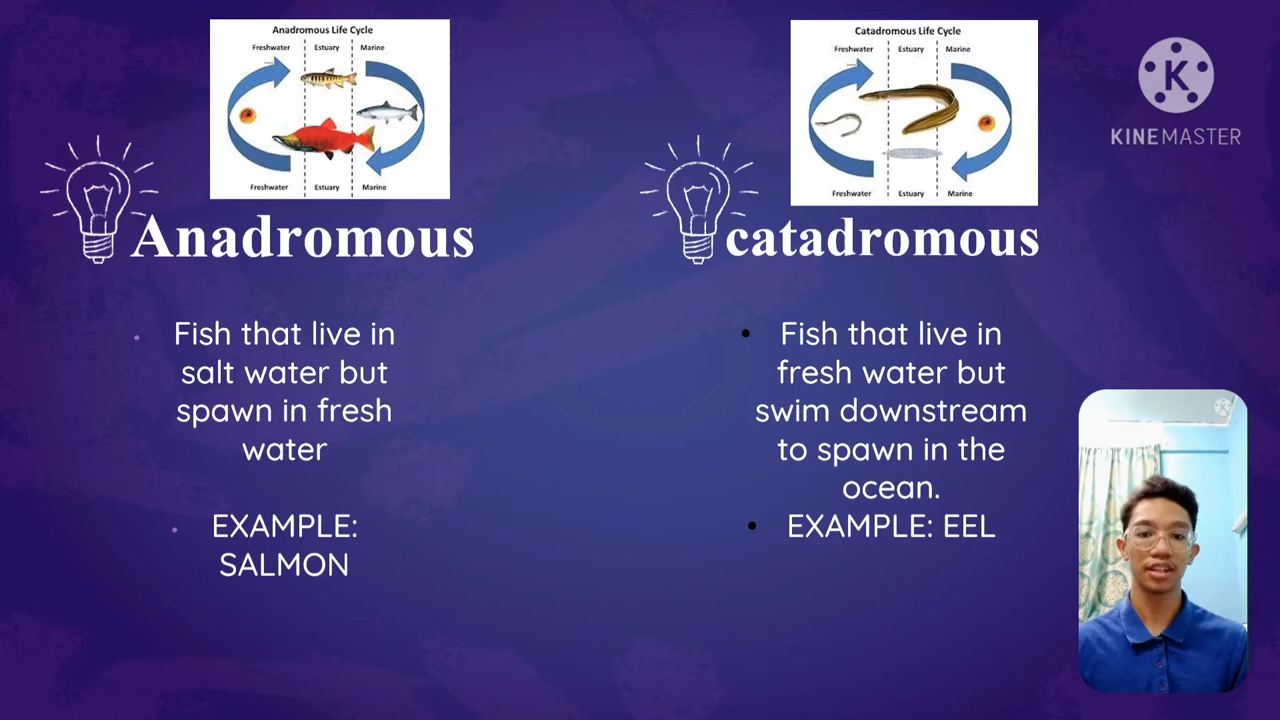 Anadromous Life Cycle
Freshwater Estuary Marine
Freshwater Estuary Marine
Anadromous
Fish that live in
salt water but
spawn in fresh
water
EXAMPLE:
SALMON
Catadromous Life Cycle
Freshwater Estuary Marine
Freshwater Estuary Marine
catadromous
Fish that live in
fresh water but
swim downstream
to spawn in the
ocean.
EXAMPLE: EEL
K
KINEMASTER